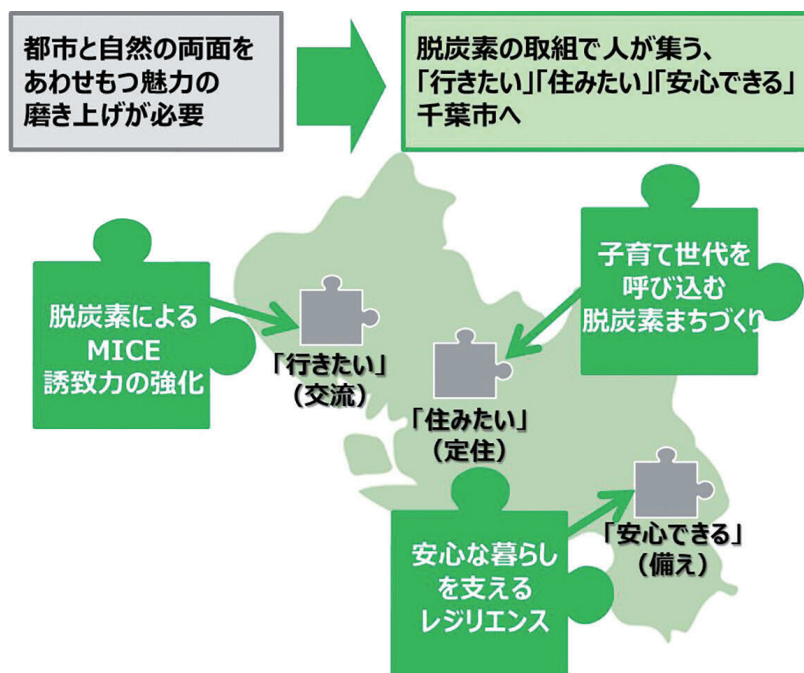 都市と自然の両面を
あわせもつ魅力の
磨き上げが必要
脱炭素の取組で人が集う、
「行きたい」「住みたい」「安心できる」
千葉市へ
脱炭素による
MICE
誘致力の強化
「行きたい」
（交流）
子育て世代を
呼び込む
脱炭素まちづくり
「住みたい」
（定住）
安心な暮らし
を支える
レジリエンス
「安心できる」
（備え）